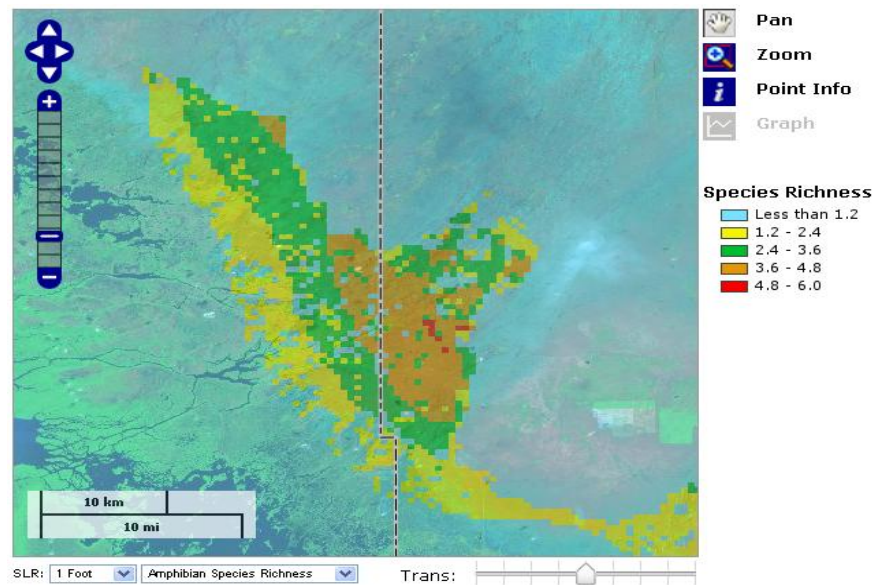 Pan
Zoom
i Point Info
Graph
Species Richness
Less than 1.2
1.2 - 2.4
2.4 - 3.6
3.6 - 4.8
4.8 - 6.0
10 km
10 mi
SLR: 1 Foot Amphibian Species Richness Trans: